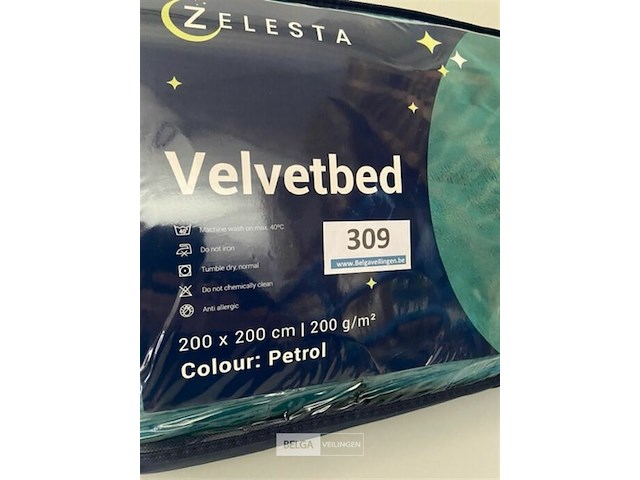 ZELESTA
Velvetbed
Machine wash on max. 40ºC
Do not iron
Tumble dry, normal
Do not chemically clean
Anti allergic
309
www.Belgaveilingen.be
200 x 200 cm | 200 g/m²
Colour: Petrol
BELGA VEILINGEN